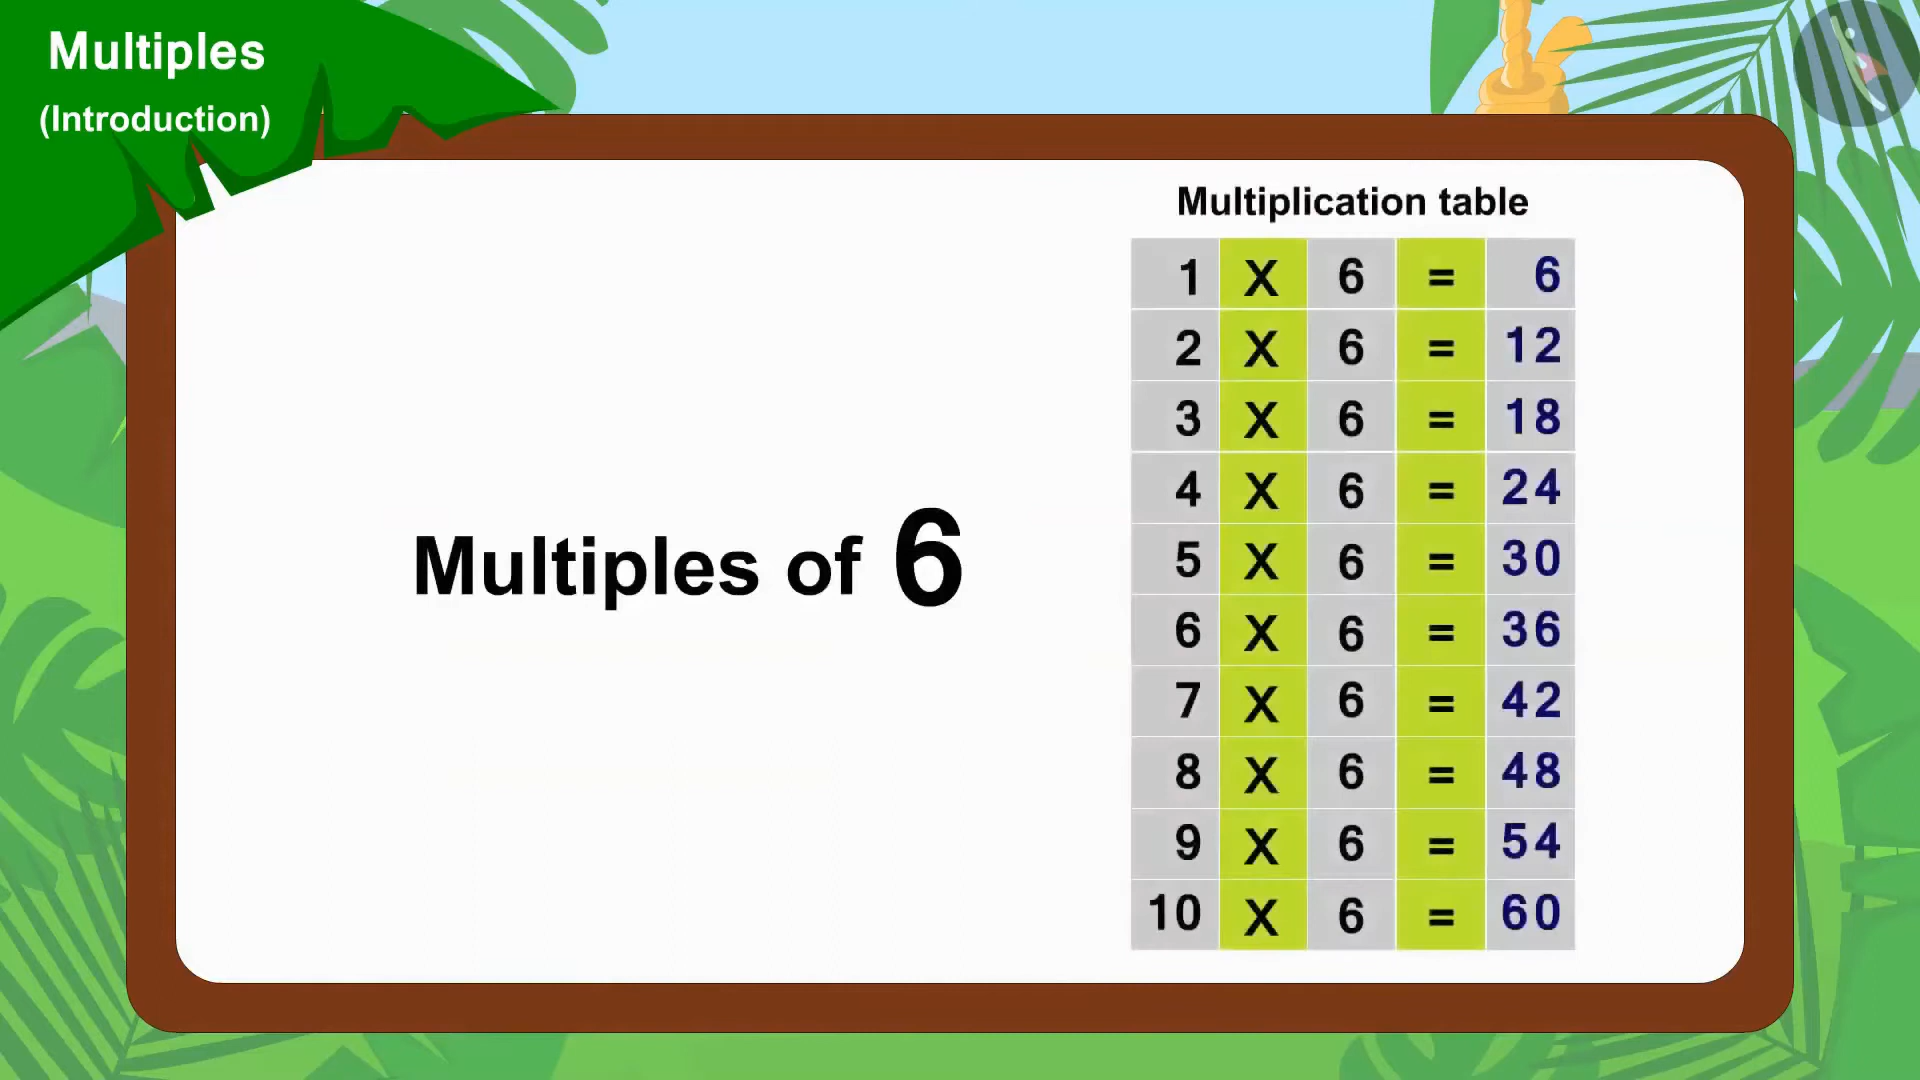 Multiples
(Introduction)
Multiplication table
1 X 6 = 6
2 X 6 = 12
3 X 6 = 18
4 X 6 = 24
5 X 6 = 30
Multiples of 6
6 X 6 = 36
7 X 6 = 42
8 X 6 = 48
9 X 6 = 54
10 X 6 = 60